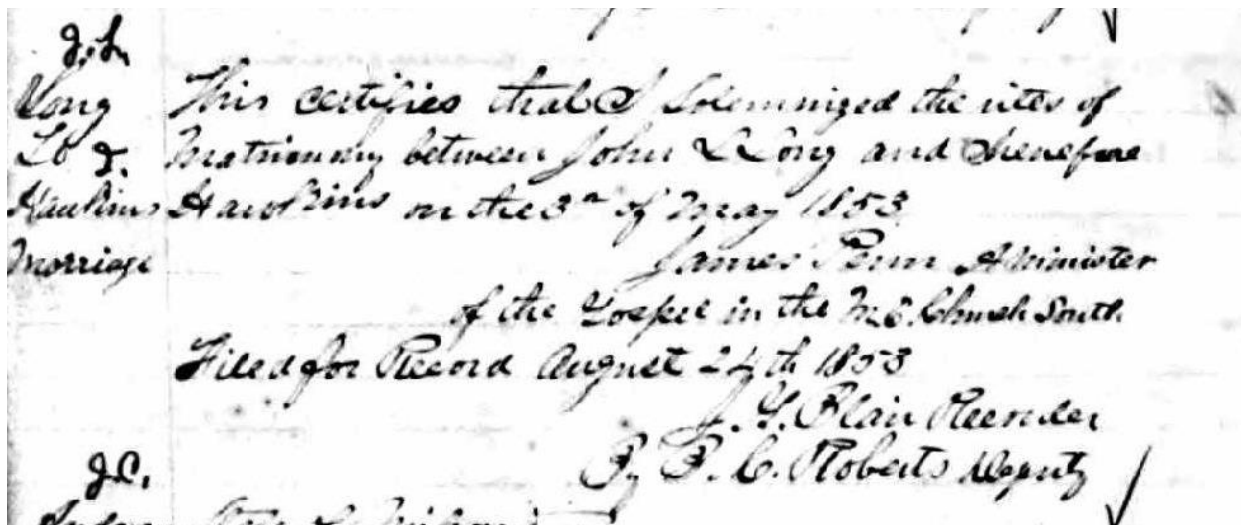 J. L.
Long
To J.
Hawkins
Marriage
This certifies that I Solemnized the rites of
Matrimony between John L Long and
Hawkins on the 3rd of May 1853
James Penn A Minister
of the Gospel in the M. E. Church South
Filed for Record August 24th 1853
Blair Recorder
By P. C. Roberts Deputy
J. C.